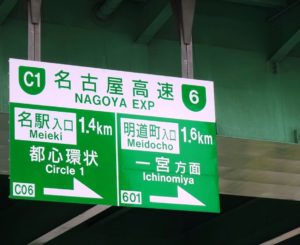 C1 名古屋高速 6
NAGOYA EXP
名駅入口 1.4km
Meieki
都心環状
Circle 1
C06
明道町入口 1.6km
Meidocho
一宮方面
Ichinomiya
601